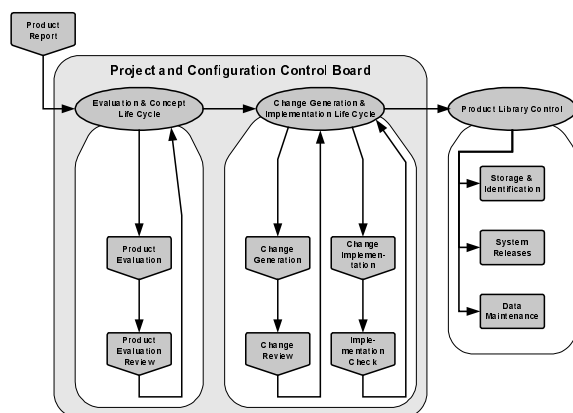 Product
Report
Project and Configuration Control Board
Evaluation & Concept
Life Cycle
Change Generation &
Implementation Life Cycle
Product Library Control
Storage &
Identification
Product
Evaluation
Change
Generation
Change
Implemen-
tation
System
Releases
Data
Maintenance
Product
Evaluation
Review
Change
Review
Imple-
mentation
Check